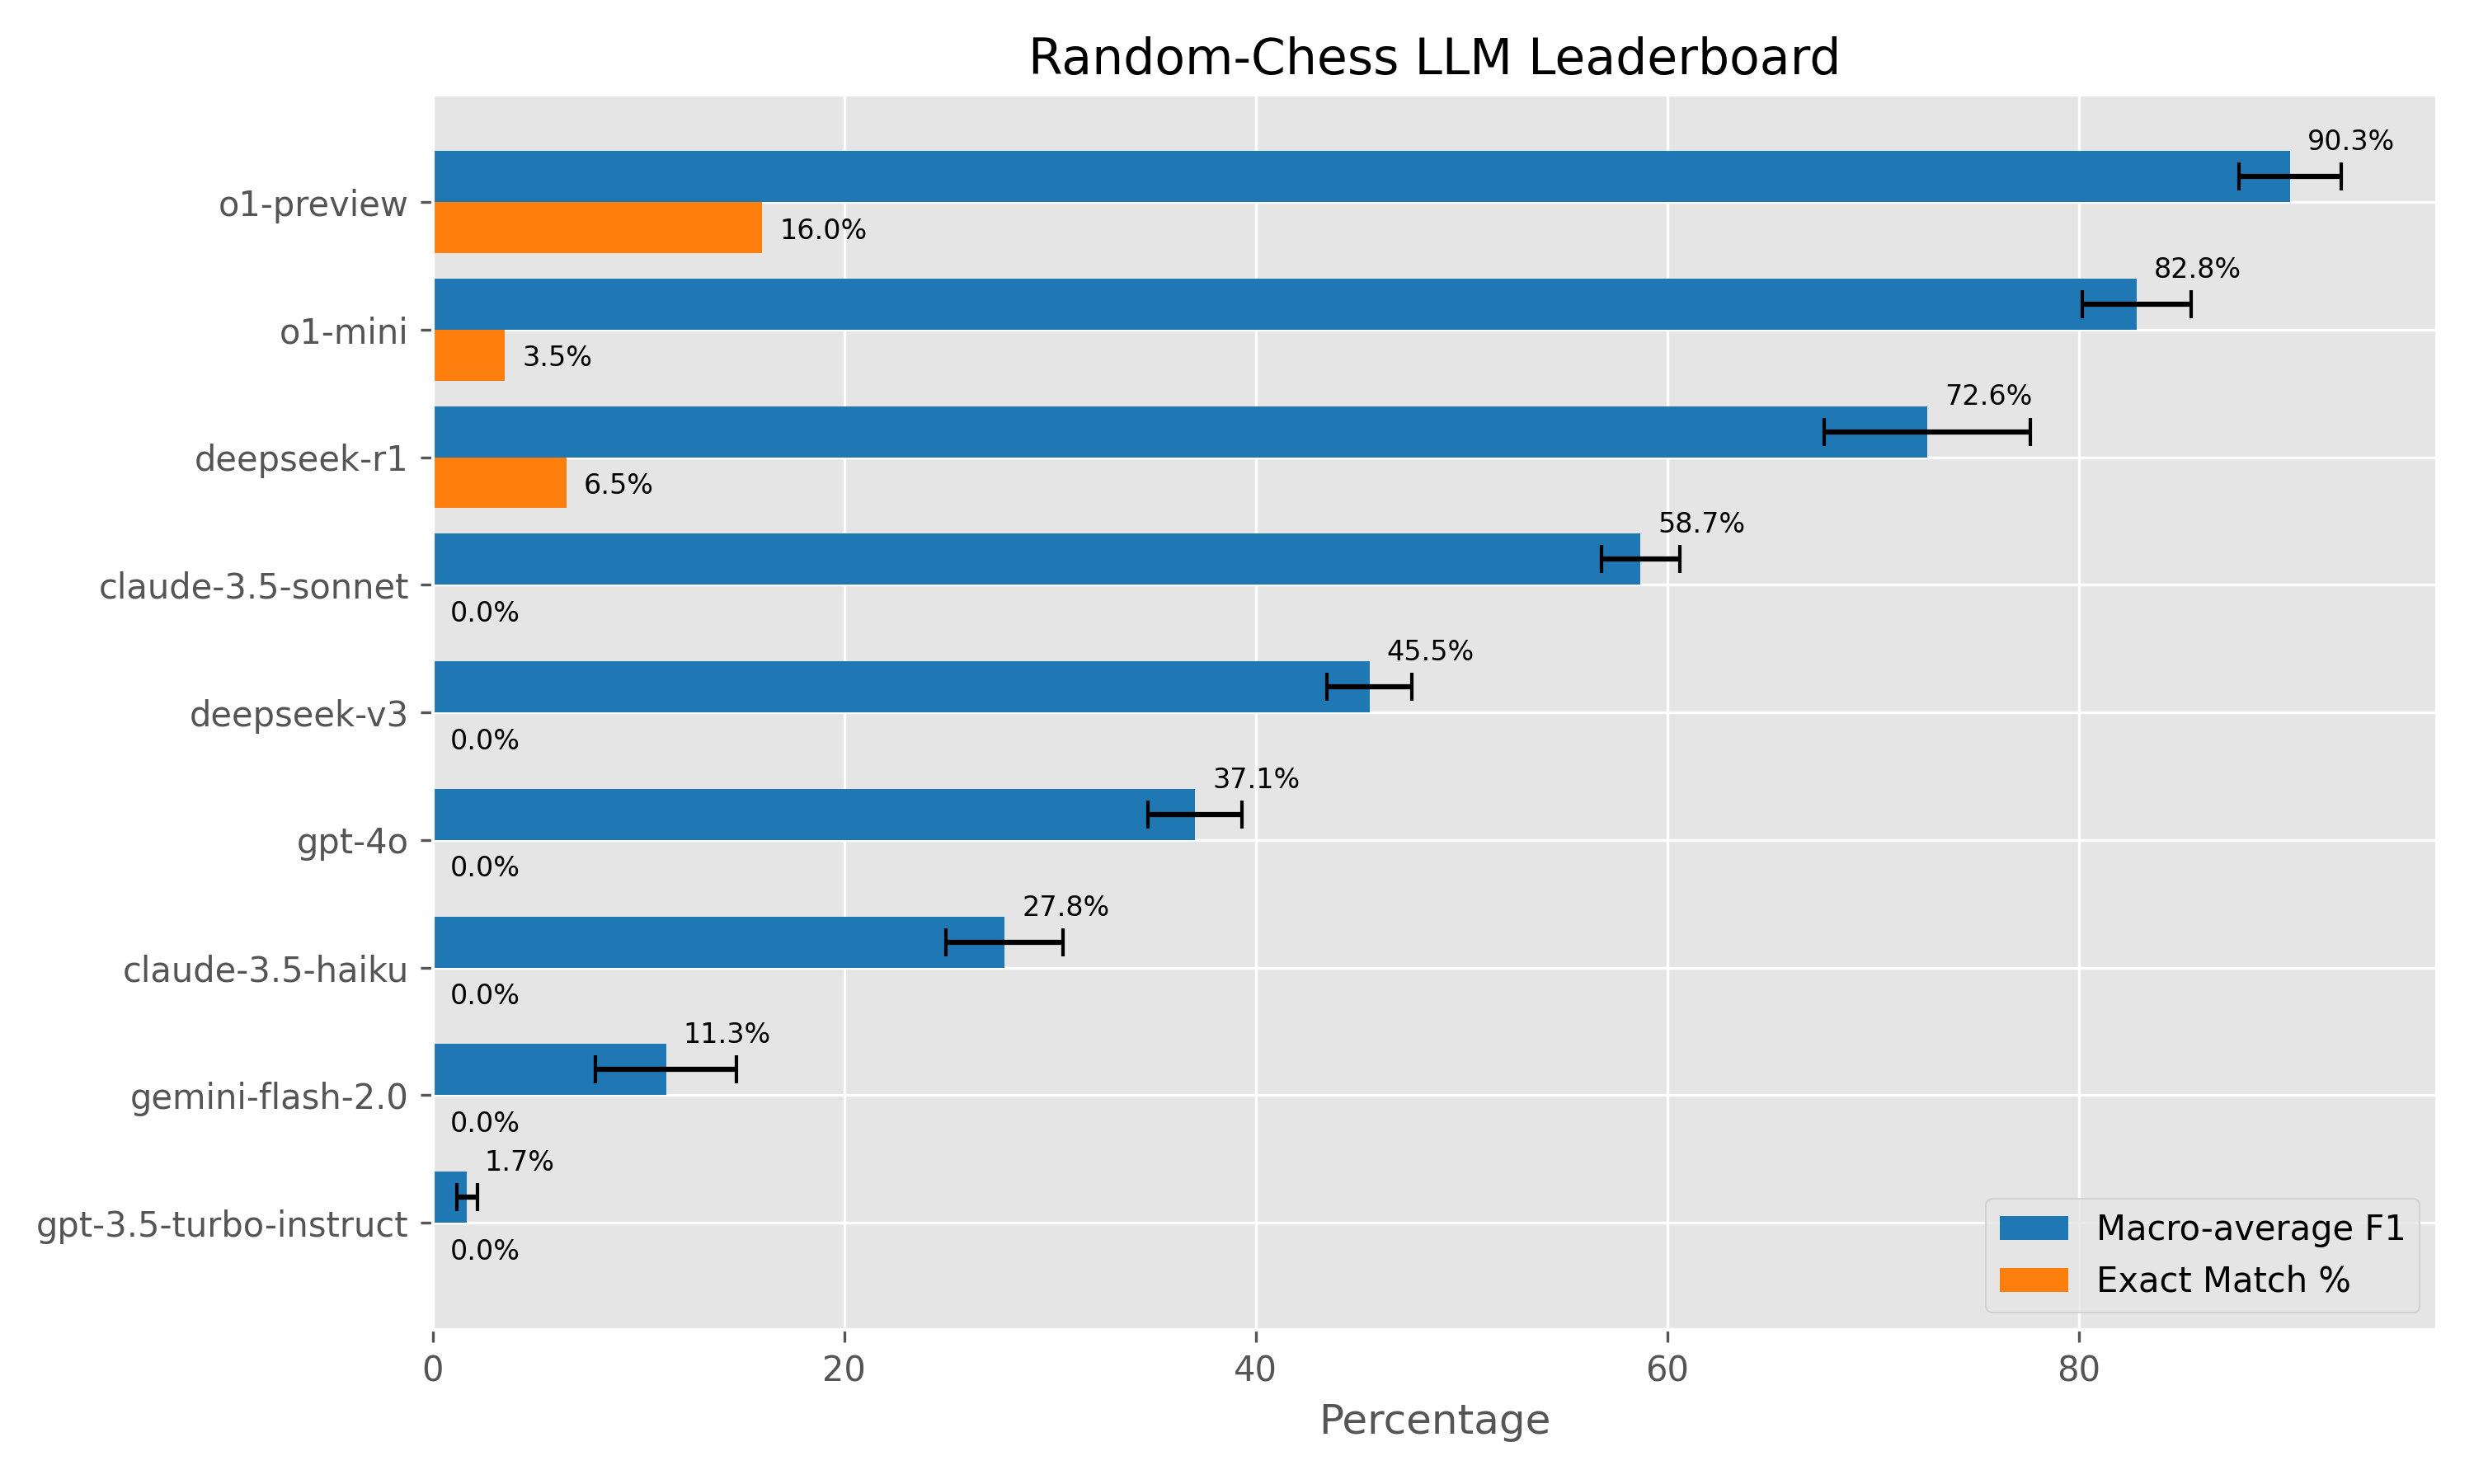 Random-Chess LLM Leaderboard
90.3%
o1-preview
16.0%
82.8%
o1-mini
3.5%
72.6%
deepseek-r1
6.5%
58.7%
claude-3.5-sonnet
0.0%
45.5%
deepseek-v3
0.0%
37.1%
gpt-4o
0.0%
27.8%
claude-3.5-haiku
0.0%
11.3%
gemini-flash-2.0
0.0%
1.7%
gpt-3.5-turbo-instruct
0.0%
Macro-average F1
Exact Match %
0 20 40 60 80
Percentage